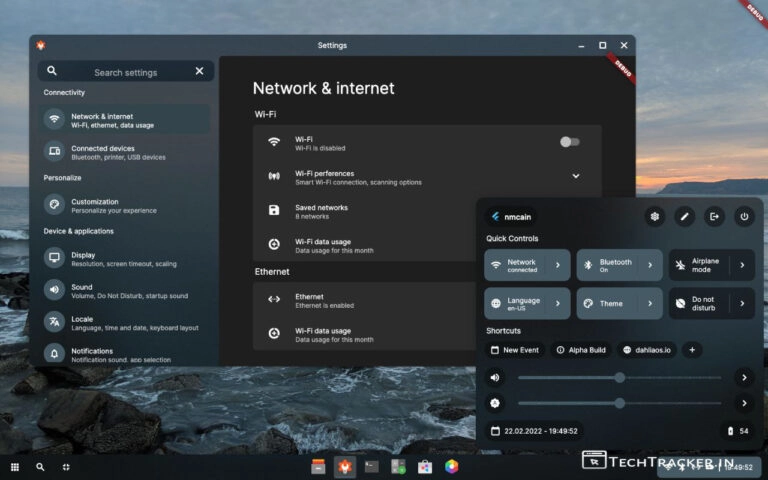 DEBUG
Settings
DEBUG
Search settings
Connectivity
Network & internet
Wi-Fi, ethernet, data usage
Connected devices
Bluetooth, printer, USB devices
Personalize
Customization
Personalize your experience
Device & applications
Display
Resolution, screen timeout, scaling
Sound
Volume, Do Not Disturb, startup sound
Locale
Language, time and date, keyboard layout
Notifications
Notification sound, app selection
Network & internet
Wi-Fi
Wi-Fi
Wi-Fi is disabled
Wi-Fi preferences
Smart Wi-Fi connection, scanning options
Saved networks
8 networks
Wi-Fi data usage
Data usage for this month
Ethernet
Ethernet
Ethernet is enabled
Wi-Fi data usage
Data usage for this month
nmcain
Quick Controls
Network
connected
Bluetooth
On
Airplane
mode
Language
en-US
Theme
Do not
disturb
Shortcuts
New Event
Alpha Build
dahliaos.io
22.02.2022 - 19:49:52
54
TECHTRACKER.IN
19:49:52